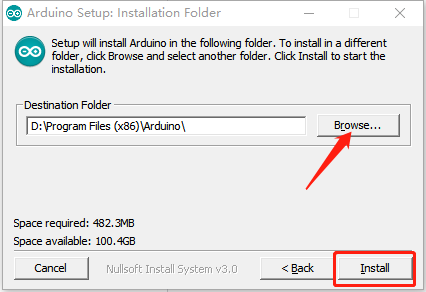 Arduino Setup: Installation Folder
Setup will install Arduino in the following folder. To install in a different
folder, click Browse and select another folder. Click Install to start the
installation.
Destination Folder
D:\Program Files (x86)\Arduino\
Browse...
Space required: 482.3MB
Space available: 100.4GB
Cancel
Nullsoft Install System v3.0
< Back
Install